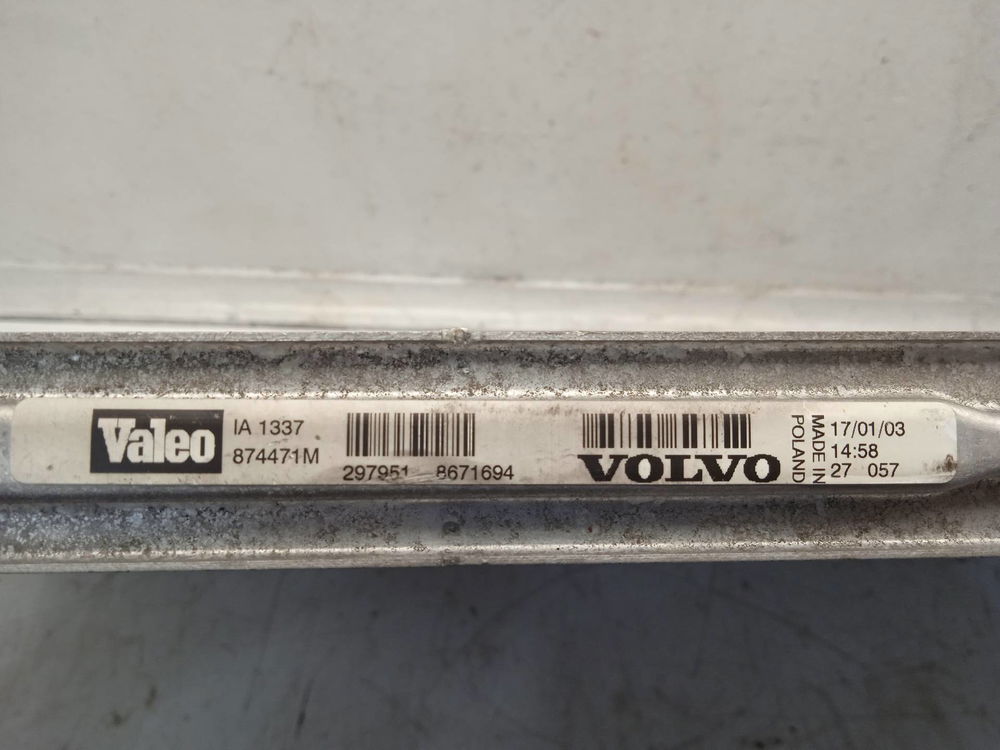 Valeo
IA 1337
874471M
297951 8671694
VOLVO
MADE IN
POLAND
17/01/03
14:58
27 057